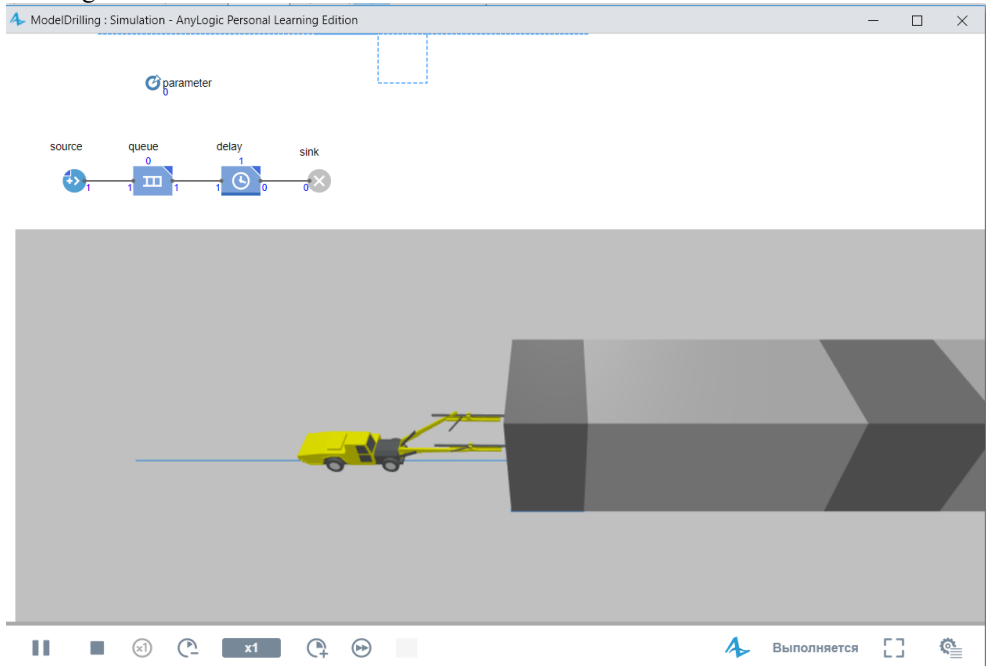 ModelDrilling : Simulation - AnyLogic Personal Learning Edition
parameter
0
source queue delay sink
0 1
1 1 1 1 0 0
x1 x1 Выполняется